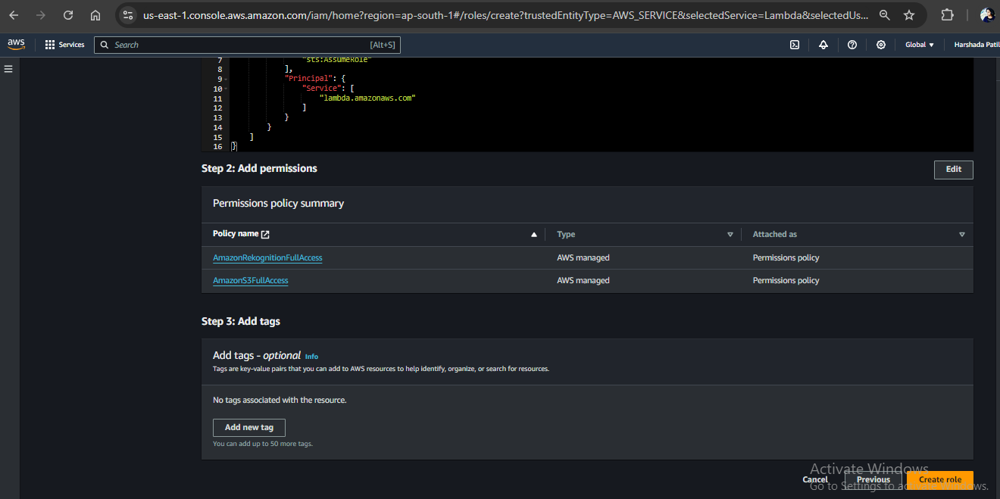 us-east-1.console.aws.amazon.com/iam/home?region=ap-south-1#/roles/create?trustedEntityType=AWS_SERVICE&selectedService=Lambda&selectedUs...
aws Services Search [Alt+S] Global ▼ Harshada Patil
7 "sts:AssumeRole"
8 ],
9 "Principal": {
10 "Service": [
11 "lambda.amazonaws.com"
12 ]
13 }
14 }
15 ]
16 }
Step 2: Add permissions Edit
Permissions policy summary
Policy name Type Attached as
AmazonRekognitionFullAccess AWS managed Permissions policy
AmazonS3FullAccess AWS managed Permissions policy
Step 3: Add tags
Add tags - optional Info
Tags are key-value pairs that you can add to AWS resources to help identify, organize, or search for resources.
No tags associated with the resource.
Add new tag
You can add up to 50 more tags.
Activate Windows
Cancel Previous Create role
Go to Settings to activate Windows.